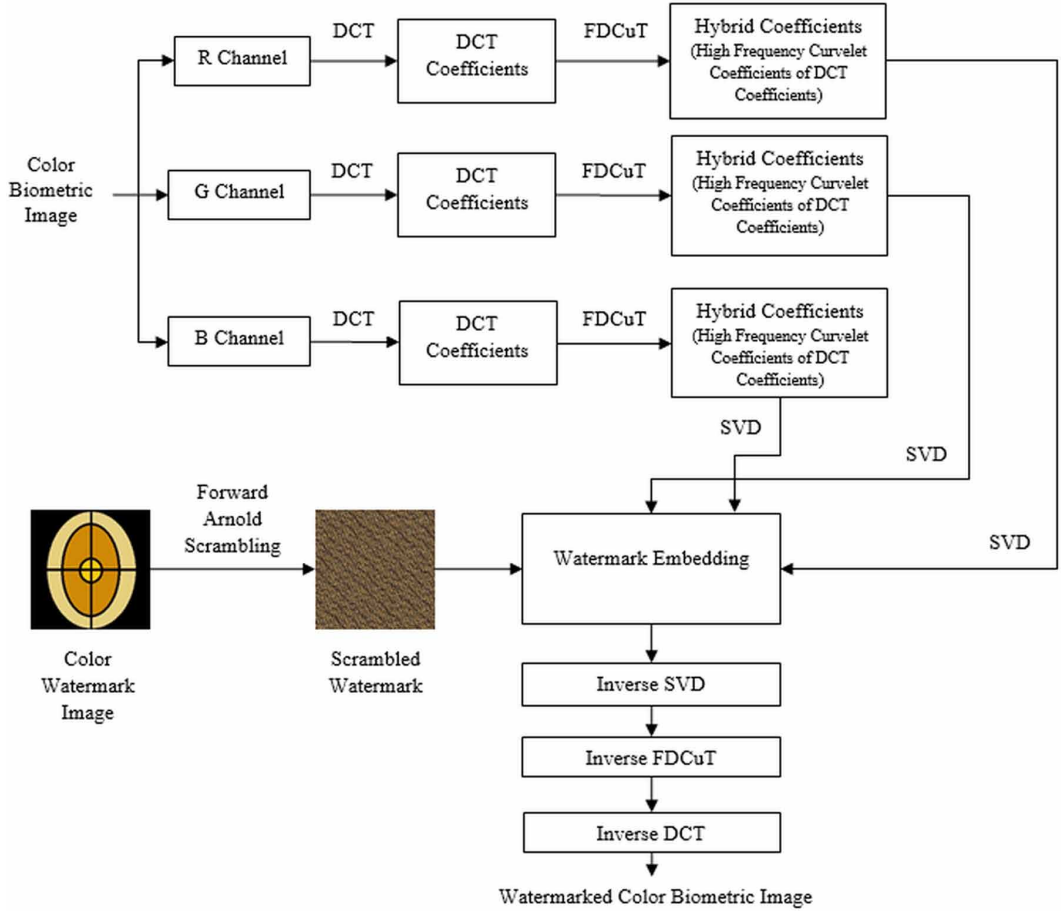 DCT
FDCuT
R Channel
DCT
Coefficients
Hybrid Coefficients
(High Frequency Curvelet
Coefficients of DCT
Coefficients)
Color
Biometric
Image
DCT
FDCuT
G Channel
DCT
Coefficients
Hybrid Coefficients
(High Frequency Curvelet
Coefficients of DCT
Coefficients)
DCT
FDCuT
B Channel
DCT
Coefficients
Hybrid Coefficients
(High Frequency Curvelet
Coefficients of DCT
Coefficients)
SVD
SVD
SVD
Forward
Arnold
Scrambling
Watermark Embedding
Color
Watermark
Image
Scrambled
Watermark
Inverse SVD
Inverse FDCuT
Inverse DCT
Watermarked Color Biometric Image